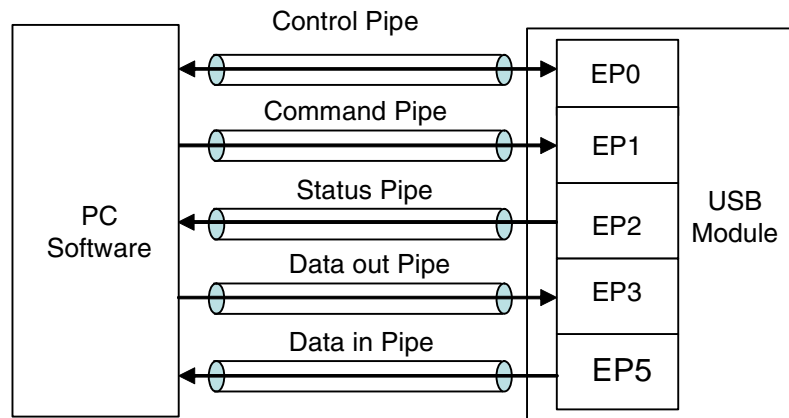 Control Pipe
EP0
Command Pipe
EP1
Status Pipe
EP2
PC
Software
USB
Module
Data out Pipe
EP3
Data in Pipe
EP5